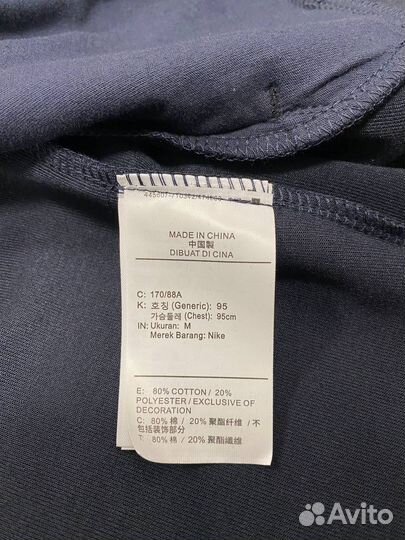 MADE IN CHINA
中国製
DIBUAT DI CINA
C: 170/88A
K: 호칭 (Generic): 95
가슴둘레 (Chest): 95cm
IN: Ukuran: M
Merek Barang: Nike
E: 80% COTTON / 20%
POLYESTER / EXCLUSIVE OF
DECORATION
C: 80% 棉 / 20% 聚酯纤维 / 不
包括装饰部分
T: 80% 棉 / 20% 聚酯纖維
Avito